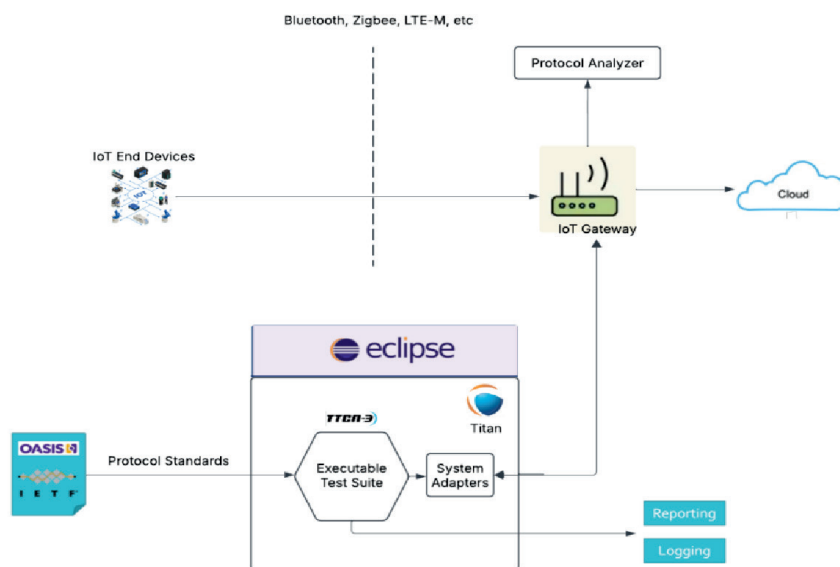 Bluetooth, Zigbee, LTE-M, etc
Protocol Analyzer
IoT End Devices
IOT
Cloud
IoT Gateway
eclipse
TTCN-3
Titan
OASIS
Protocol Standards
Executable
Test Suite
System
Adapters
I E T F
Reporting
Logging